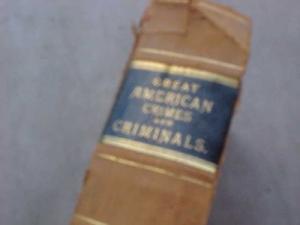 GREAT
AMERICAN
CRIMES
AND
CRIMINALS.